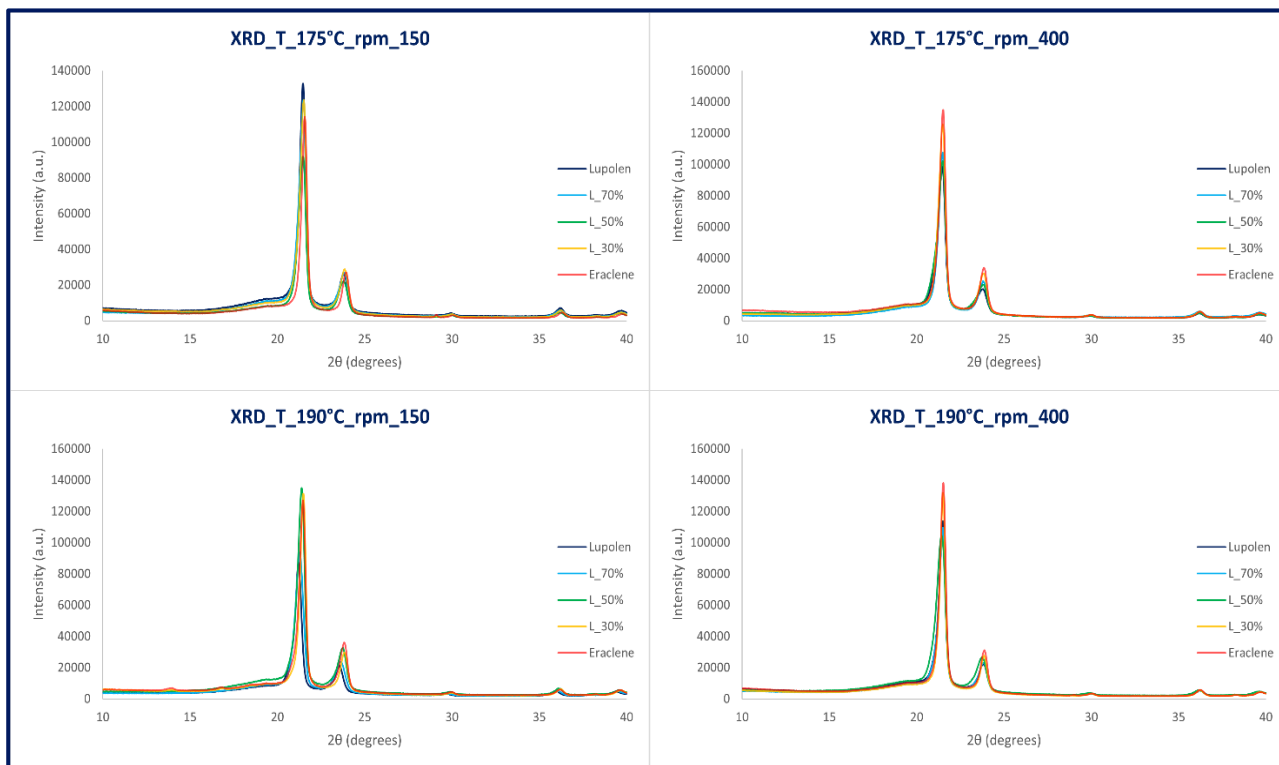 XRD_T_175°C_rpm_150
140000
120000
100000
80000
60000
40000
20000
0
Intensity (a.u.)
10
15
20
25
30
35
40
2θ (degrees)
Lupolen
L_70%
L_50%
L_30%
Eraclene
XRD_T_175°C_rpm_400
160000
140000
120000
100000
80000
60000
40000
20000
0
Intensity (a.u.)
10
15
20
25
30
35
40
2θ (degrees)
Lupolen
L_70%
L_50%
L_30%
Eraclene
XRD_T_190°C_rpm_150
160000
140000
120000
100000
80000
60000
40000
20000
0
Intensity (a.u.)
10
15
20
25
30
35
40
2θ (degrees)
Lupolen
L_70%
L_50%
L_30%
Eraclene
XRD_T_190°C_rpm_400
160000
140000
120000
100000
80000
60000
40000
20000
0
Intensity (a.u.)
10
15
20
25
30
35
40
2θ (degrees)
Lupolen
L_70%
L_50%
L_30%
Eraclene